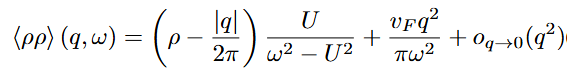 ⟨ρρ⟩ (q, ω) = (ρ − |q|/2π) U/(ω² − U²) + v_F q²/(πω²) + o_{q→0}(q²)